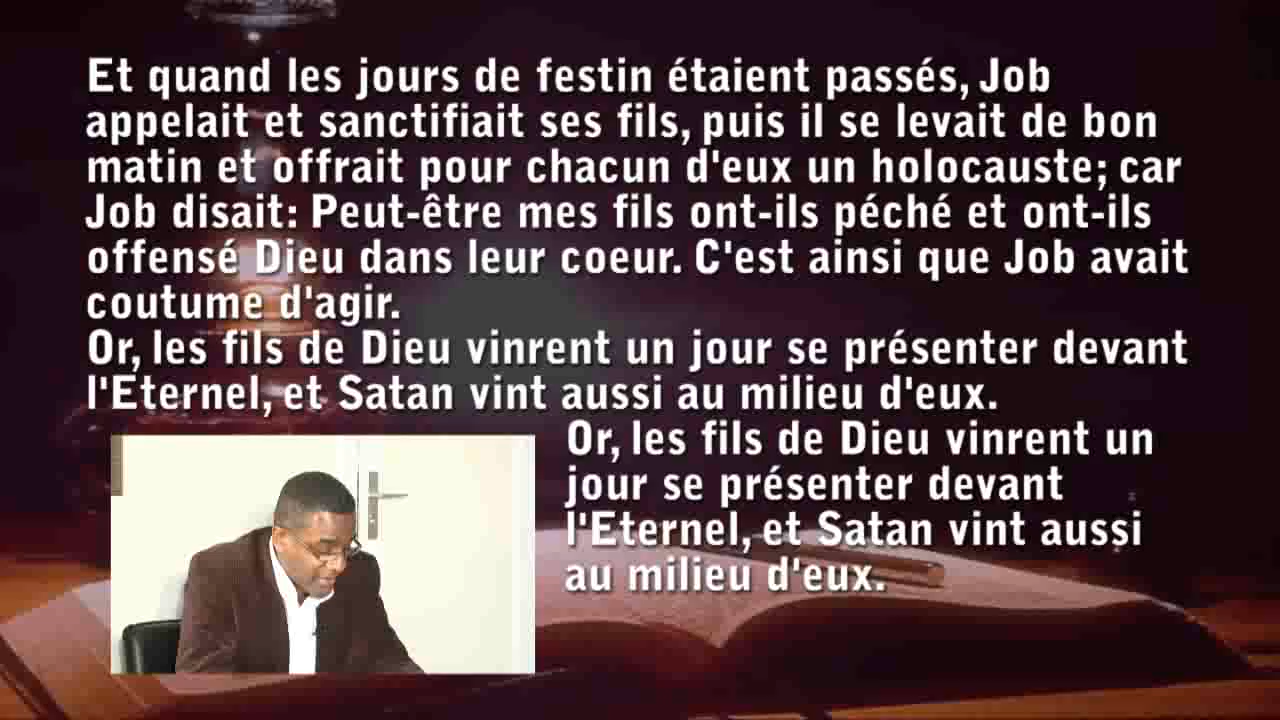 Et quand les jours de festin étaient passés, Job
appelait et sanctifiait ses fils, puis il se levait de bon
matin et offrait pour chacun d'eux un holocauste; car
Job disait: Peut-être mes fils ont-ils péché et ont-ils
offensé Dieu dans leur coeur. C'est ainsi que Job avait
coutume d'agir.
Or, les fils de Dieu vinrent un jour se présenter devant
l'Eternel, et Satan vint aussi au milieu d'eux.
Or, les fils de Dieu vinrent un
jour se présenter devant
l'Eternel, et Satan vint aussi
au milieu d'eux.